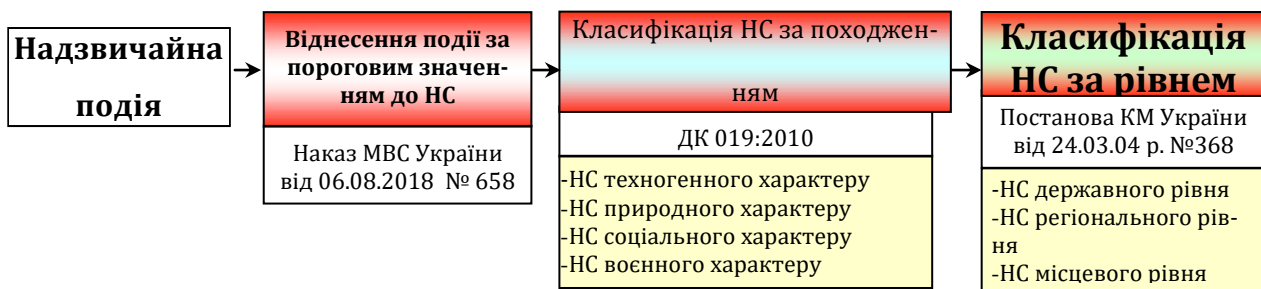 Надзвичайна
подія
Віднесення події за
пороговим значен-
ням до НС
Наказ МВС України
від 06.08.2018 № 658
Класифікація НС за походжен-
ням
ДК 019:2010
-НС техногенного характеру
-НС природного характеру
-НС соціального характеру
-НС воєнного характеру
Класифікація
НС за рівнем
Постанова КМ України
від 24.03.04 р. №368
-НС державного рівня
-НС регіонального рів-
ня
-НС місцевого рівня